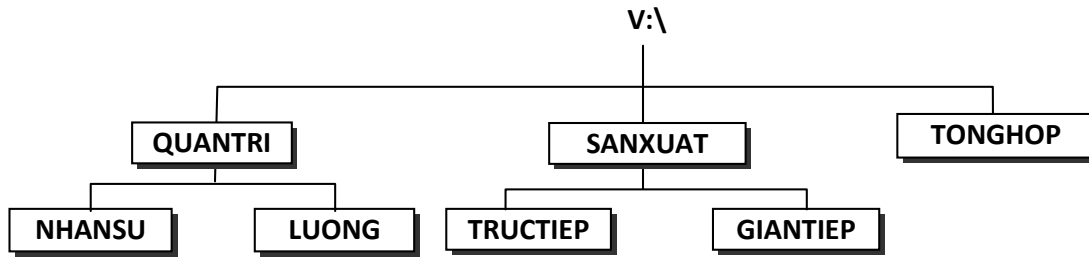 V:\
QUANTRI
SANXUAT
TONGHOP
NHANSU
LUONG
TRUCTIEP
GIANTIEP